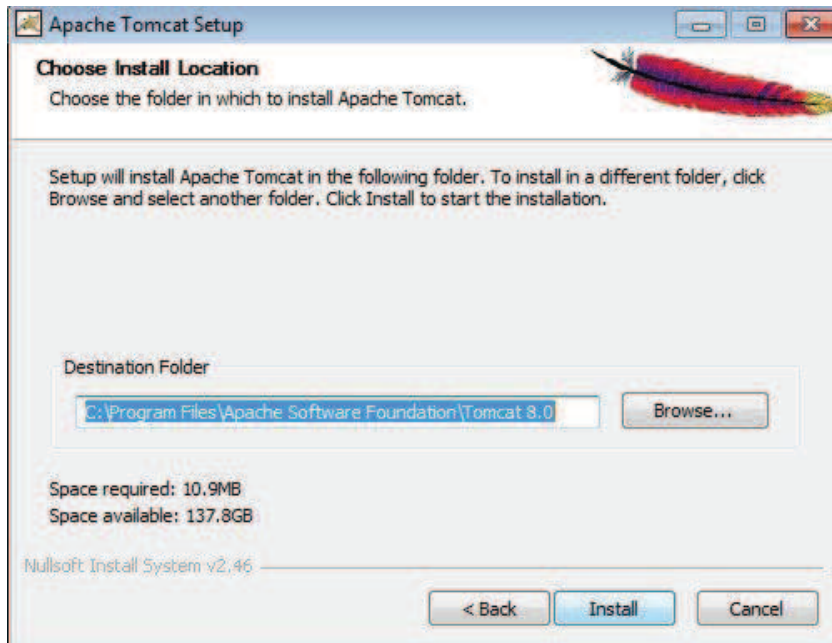 Apache Tomcat Setup
Choose Install Location
Choose the folder in which to install Apache Tomcat.
Setup will install Apache Tomcat in the following folder. To install in a different folder, click
Browse and select another folder. Click Install to start the installation.
Destination Folder
C:\Program Files\Apache Software Foundation\Tomcat 8.0
Browse...
Space required: 10.9MB
Space available: 137.8GB
Nullsoft Install System v2.46
< Back
Install
Cancel